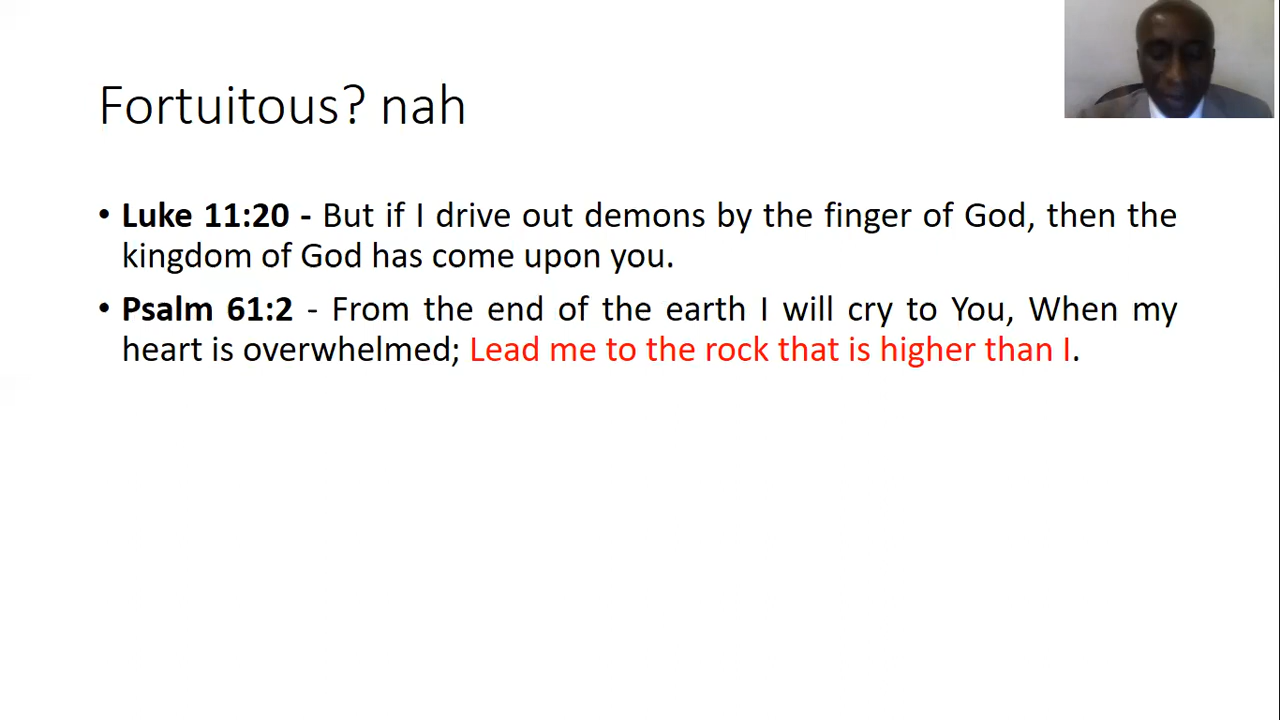 Fortuitous? nah
• Luke 11:20 - But if I drive out demons by the finger of God, then the
kingdom of God has come upon you.
• Psalm 61:2 - From the end of the earth I will cry to You, When my
heart is overwhelmed; Lead me to the rock that is higher than I.